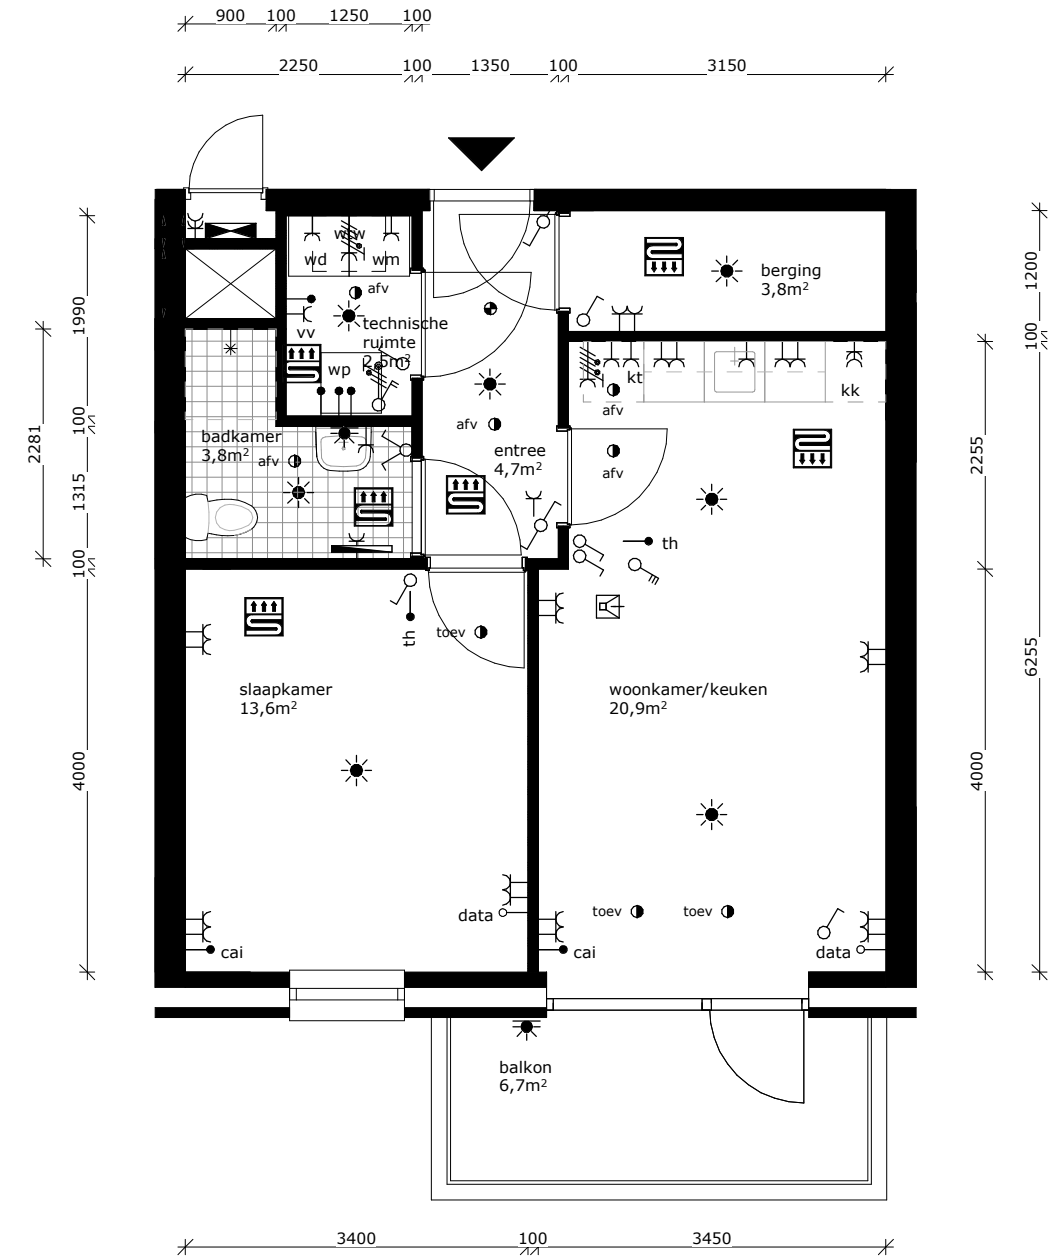 900 100 1250 100
2250 100 1350 100 3150
wtw
wd wm
afv
berging
3,8m²
technische
ruimte
2,5m²
vv
wp
kt
kk
afv
badkamer
3,8m²
afv
afv
entree
4,7m²
afv
th
th
toev
slaapkamer
13,6m²
woonkamer/keuken
20,9m²
data
cai
toev
toev
cai
data
balkon
6,7m²
1990
100
1315
100
4000
2281
1200
100
6255
2255
4000
3400 100 3450